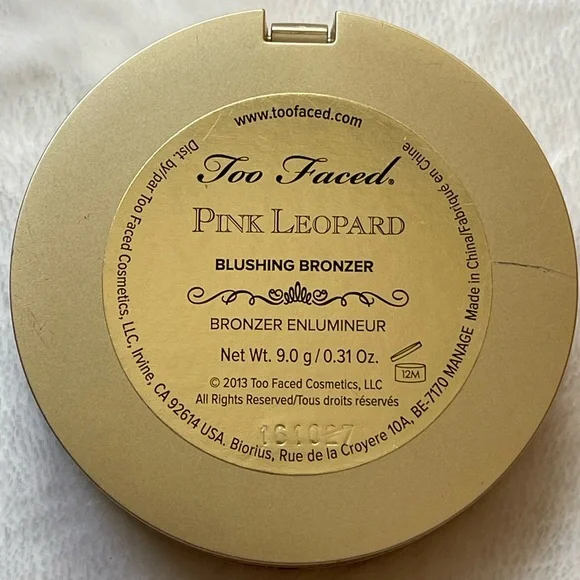 www.toofaced.com
Too Faced®
PINK LEOPARD
BLUSHING BRONZER
BRONZER ENLUMINEUR
Net Wt. 9.0 g / 0.31 Oz.
12M
© 2013 Too Faced Cosmetics, LLC
All Rights Reserved/Tous droits réservés
161027
Dist. by/par Too Faced Cosmetics, LLC, Irvine, CA 92614 USA. Biorius, Rue de la Croyere 10A, BE-7170 MANAGE Made in China/Fabriqué en Chine